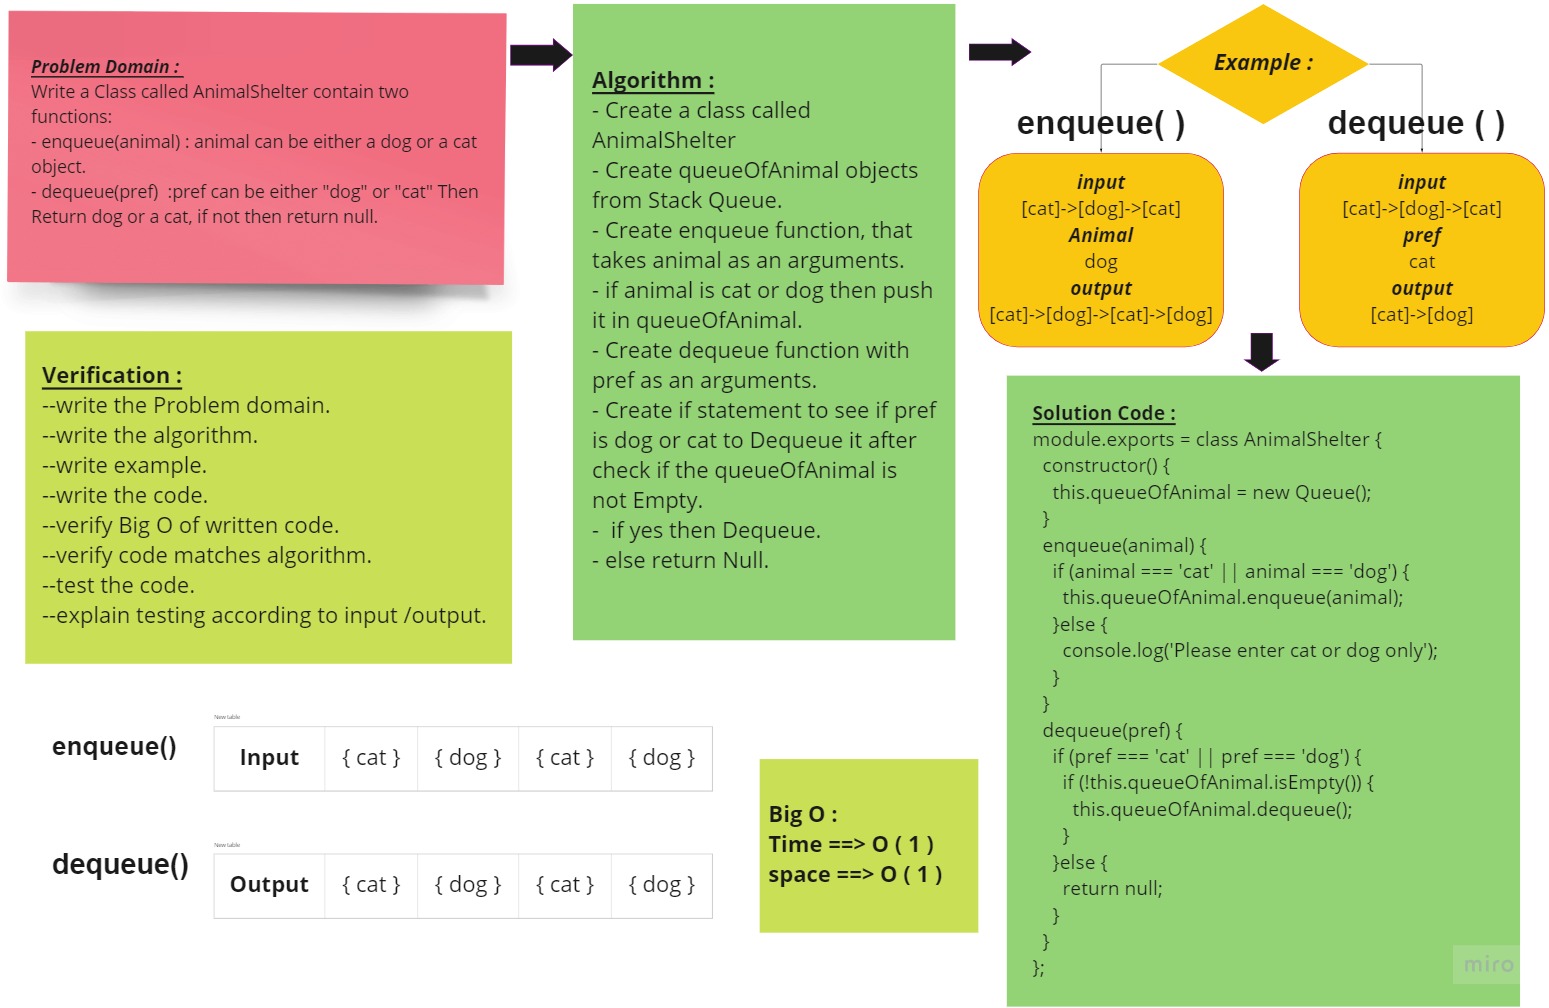 Problem Domain :
Write a Class called AnimalShelter contain two
functions:
- enqueue(animal) : animal can be either a dog or a cat
object.
- dequeue(pref)  :pref can be either "dog" or "cat" Then
Return dog or a cat, if not then return null.
Algorithm :
- Create a class called
AnimalShelter
- Create queueOfAnimal objects
from Stack Queue.
- Create enqueue function, that
takes animal as an arguments.
- if animal is cat or dog then push
it in queueOfAnimal.
- Create dequeue function with
pref as an arguments.
- Create if statement to see if pref
is dog or cat to Dequeue it after
check if the queueOfAnimal is
not Empty.
-  if yes then Dequeue.
- else return Null.
Example :
enqueue( )
input
[cat]->[dog]->[cat]
Animal
dog
output
[cat]->[dog]->[cat]->[dog]
dequeue ( )
input
[cat]->[dog]->[cat]
pref
cat
output
[cat]->[dog]
Verification :
--write the Problem domain.
--write the algorithm.
--write example.
--write the code.
--verify Big O of written code.
--verify code matches algorithm.
--test the code.
--explain testing according to input /output.
Solution Code :
module.exports = class AnimalShelter {
constructor() {
this.queueOfAnimal = new Queue();
}
enqueue(animal) {
if (animal === 'cat' || animal === 'dog') {
this.queueOfAnimal.enqueue(animal);
}else {
console.log('Please enter cat or dog only');
}
}
dequeue(pref) {
if (pref === 'cat' || pref === 'dog') {
if (!this.queueOfAnimal.isEmpty()) {
this.queueOfAnimal.dequeue();
}
}else {
return null;
}
}
};
New table
enqueue() Input { cat } { dog } { cat } { dog }
New table
dequeue() Output { cat } { dog } { cat } { dog }
Big O :
Time ==> O ( 1 )
space ==> O ( 1 )
miro